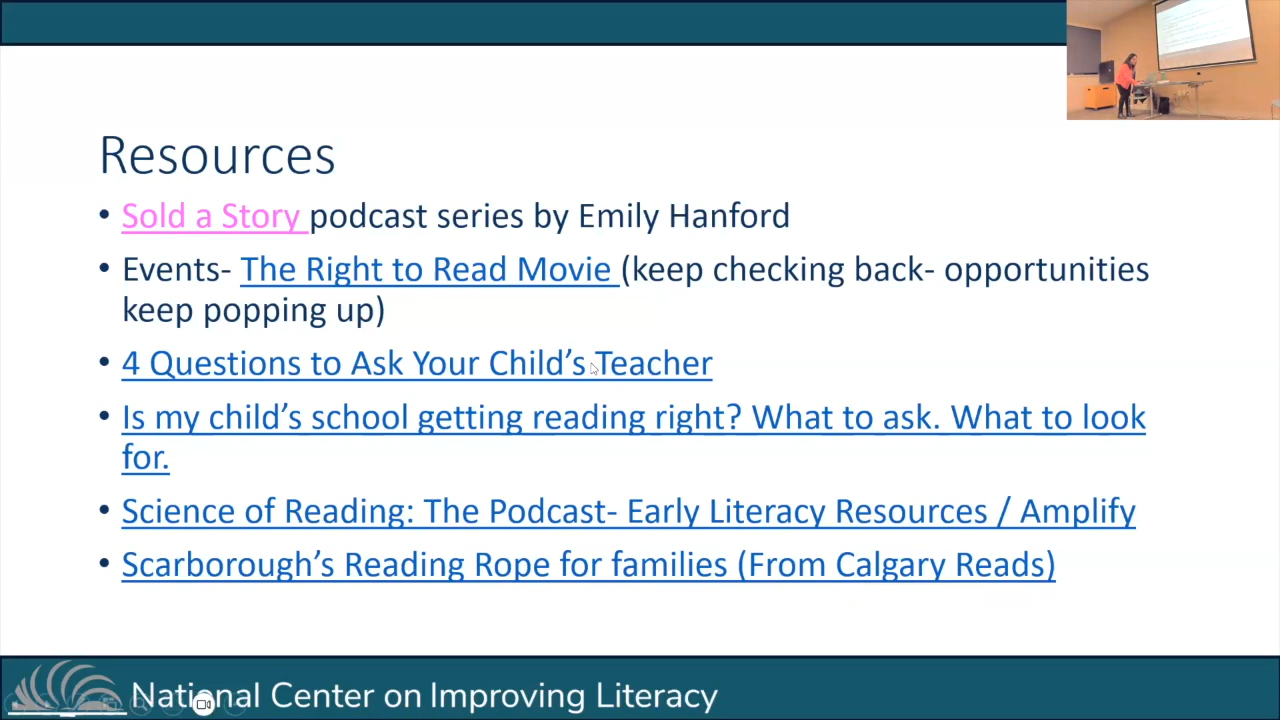 Resources
• Sold a Story podcast series by Emily Hanford
• Events- The Right to Read Movie (keep checking back- opportunities
keep popping up)
• 4 Questions to Ask Your Child’s Teacher
• Is my child’s school getting reading right? What to ask. What to look
for.
• Science of Reading: The Podcast- Early Literacy Resources / Amplify
• Scarborough’s Reading Rope for families (From Calgary Reads)
National Center on Improving Literacy